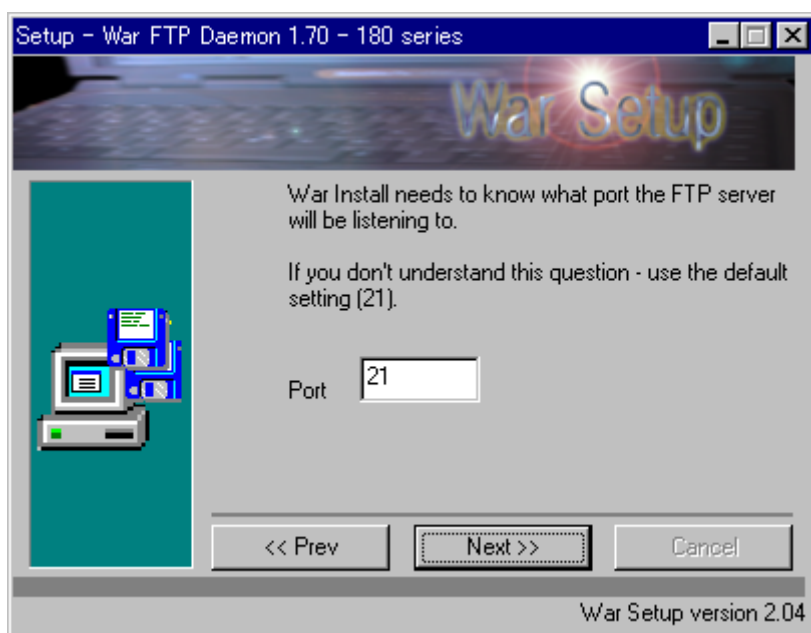 Setup - War FTP Daemon 1.70 - 180 series
War Setup
War Install needs to know what port the FTP server
will be listening to.
If you don't understand this question - use the default
setting (21).
Port 21
<< Prev Next >> Cancel
War Setup version 2.04